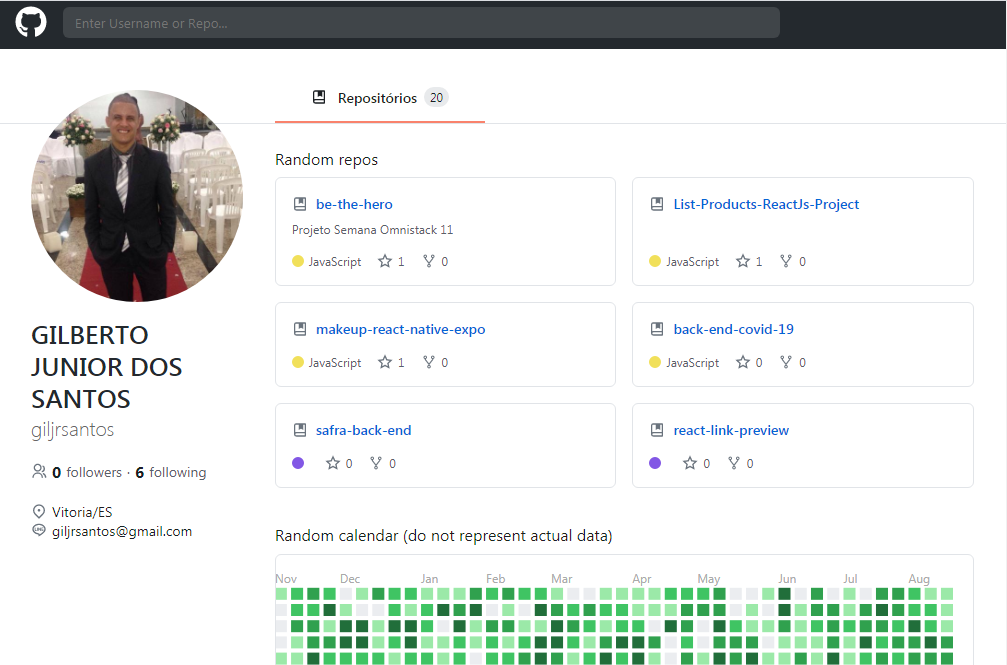 Enter Username or Repo...
Repositórios 20
GILBERTO
JUNIOR DOS
SANTOS
giljrsantos
0 followers · 6 following
Vitoria/ES
giljrsantos@gmail.com
Random repos
be-the-hero
Projeto Semana Omnistack 11
JavaScript 1 0
List-Products-ReactJs-Project
JavaScript 1 0
makeup-react-native-expo
JavaScript 1 0
back-end-covid-19
JavaScript 0 0
safra-back-end
0 0
react-link-preview
0 0
Random calendar (do not represent actual data)
Nov Dec Jan Feb Mar Apr May Jun Jul Aug